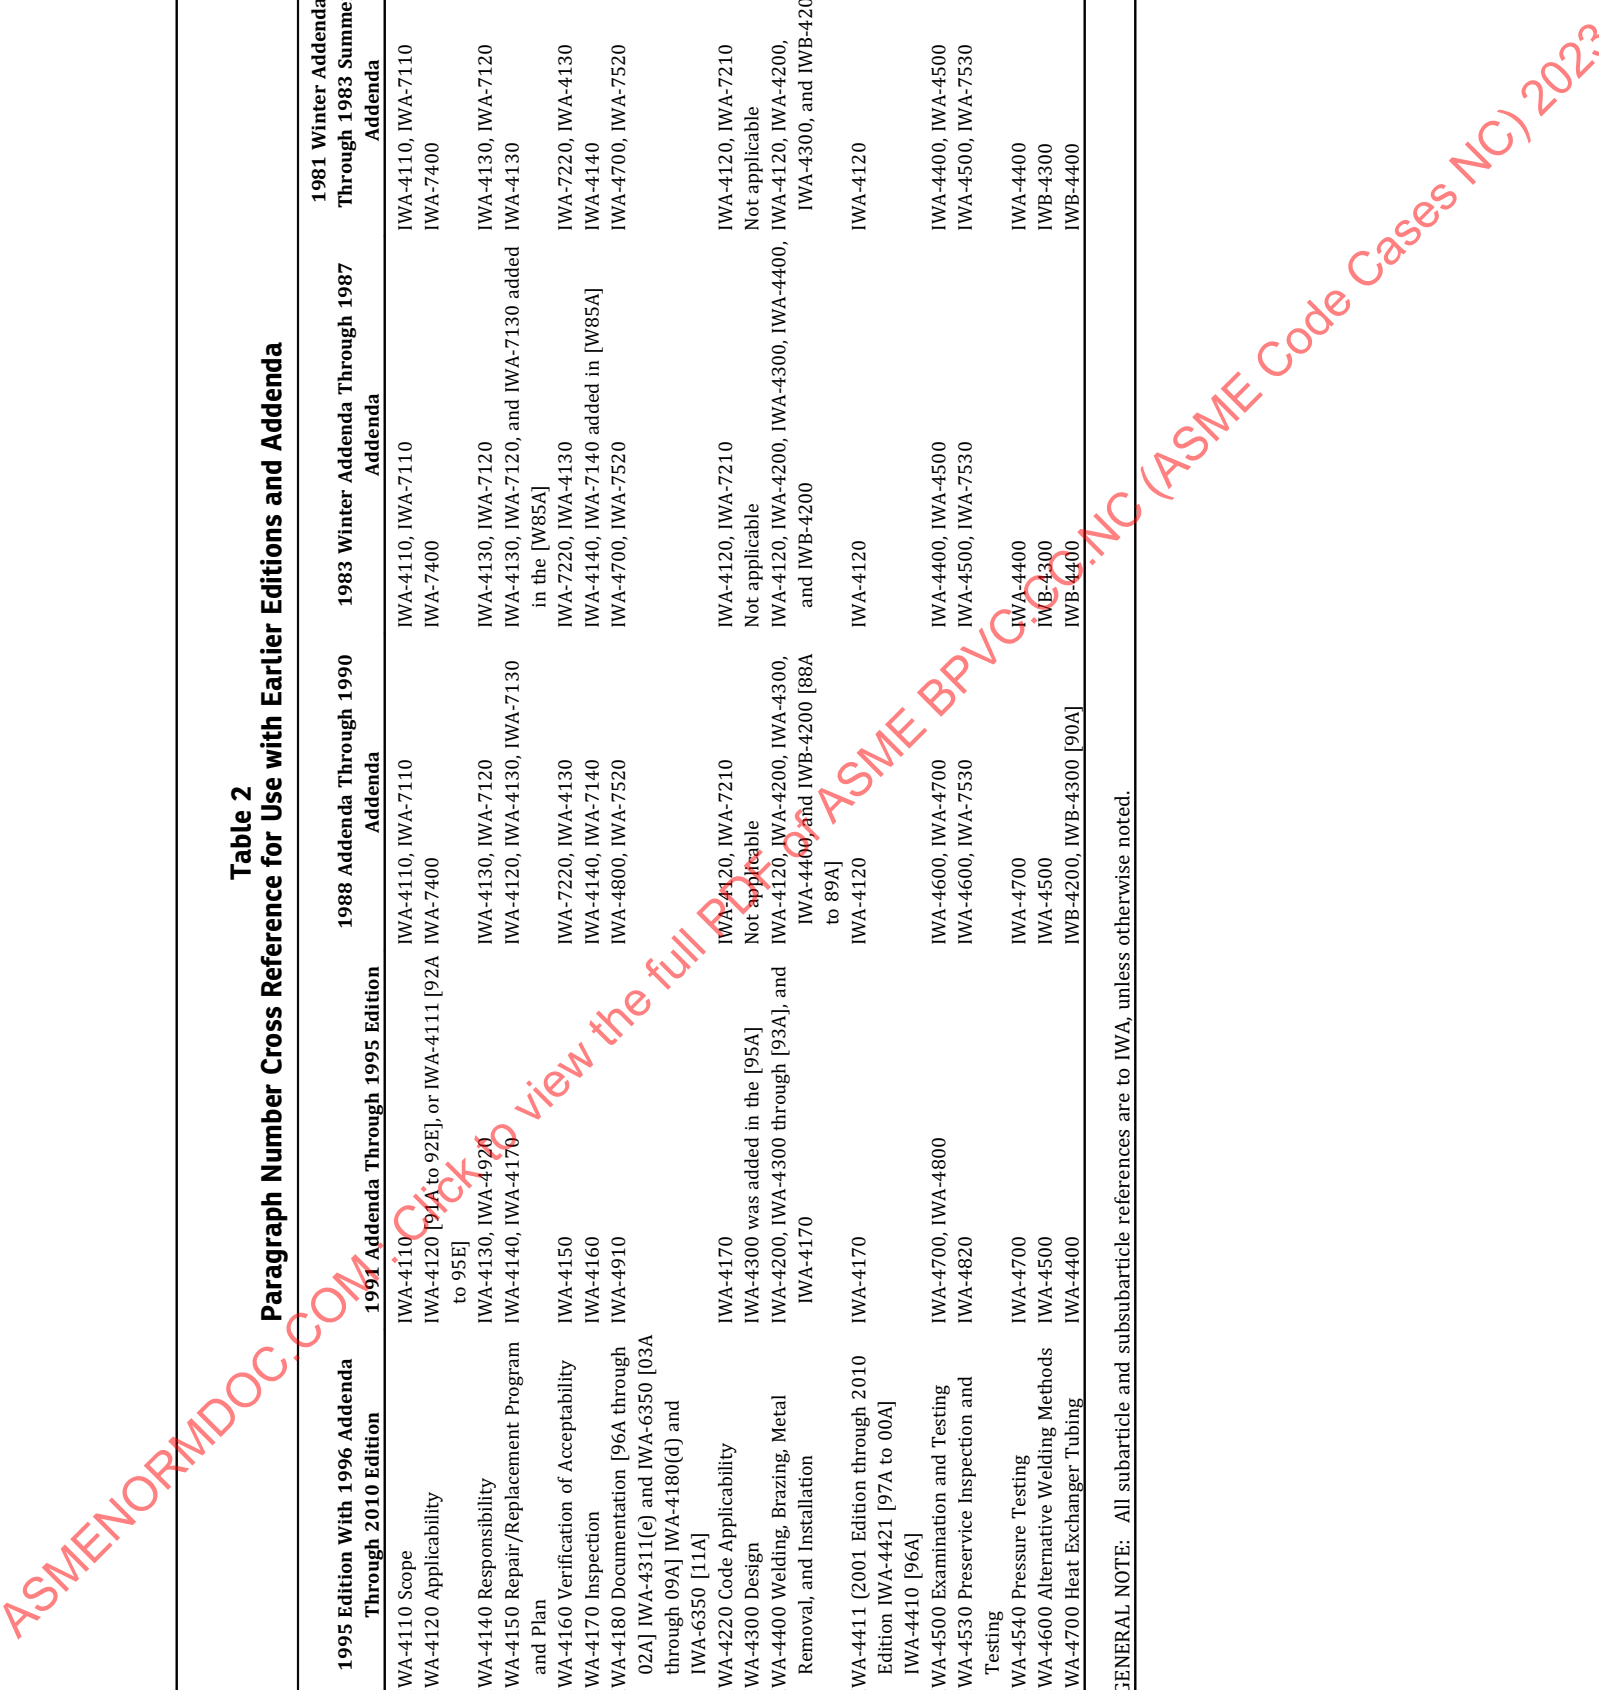 Table 2
Paragraph Number Cross Reference for Use with Earlier Editions and Addenda
1981 Winter Addenda
1995 Edition With 1996 Addenda 1988 Addenda Through 1990 1983 Winter Addenda Through 1987 Through 1983 Summe
Through 2010 Edition 1991 Addenda Through 1995 Edition Addenda Addenda Addenda
WA-4110 Scope IWA-4110 IWA-4110, IWA-7110 IWA-4110, IWA-7110 IWA-4110, IWA-7110
WA-4120 Applicability IWA-4120 [91A to 92E], or IWA-4111 [92A IWA-7400 IWA-7400 IWA-7400
to 95E]
WA-4140 Responsibility IWA-4130, IWA-4920 IWA-4130, IWA-7120 IWA-4130, IWA-7120 IWA-4130, IWA-7120
WA-4150 Repair/Replacement Program IWA-4140, IWA-4170 IWA-4120, IWA-4130, IWA-7130 IWA-4130, IWA-7120, and IWA-7130 added IWA-4130
and Plan in the [W85A]
WA-4160 Verification of Acceptability IWA-4150 IWA-7220, IWA-4130 IWA-7220, IWA-4130 IWA-7220, IWA-4130
WA-4170 Inspection IWA-4160 IWA-4140, IWA-7140 IWA-4140, IWA-7140 added in [W85A] IWA-4140
WA-4180 Documentation [96A through IWA-4910 IWA-4800, IWA-7520 IWA-4700, IWA-7520 IWA-4700, IWA-7520
02A] IWA-4311(e) and IWA-6350 [03A
through 09A] IWA-4180(d) and
IWA-6350 [11A]
WA-4220 Code Applicability IWA-4170 IWA-4120, IWA-7210 IWA-4120, IWA-7210 IWA-4120, IWA-7210
WA-4300 Design IWA-4300 was added in the [95A] Not applicable Not applicable Not applicable
WA-4400 Welding, Brazing, Metal IWA-4200, IWA-4300 through [93A], and IWA-4120, IWA-4200, IWA-4300, IWA-4120, IWA-4200, IWA-4300, IWA-4400, IWA-4120, IWA-4200,
Removal, and Installation IWA-4170 IWA-4400, and IWB-4200 [88A and IWB-4200 IWA-4300, and IWB-420
to 89A]
WA-4411 (2001 Edition through 2010 IWA-4170 IWA-4120 IWA-4120 IWA-4120
Edition IWA-4421 [97A to 00A]
IWA-4410 [96A]
WA-4500 Examination and Testing IWA-4700, IWA-4800 IWA-4600, IWA-4700 IWA-4400, IWA-4500 IWA-4400, IWA-4500
WA-4530 Preservice Inspection and IWA-4820 IWA-4600, IWA-7530 IWA-4500, IWA-7530 IWA-4500, IWA-7530
Testing
WA-4540 Pressure Testing IWA-4700 IWA-4700 IWA-4400 IWA-4400
WA-4600 Alternative Welding Methods IWA-4500 IWA-4500 IWB-4300 IWB-4300
WA-4700 Heat Exchanger Tubing IWA-4400 IWB-4200, IWB-4300 [90A] IWB-4400 IWB-4400
GENERAL NOTE: All subarticle and subsubarticle references are to IWA, unless otherwise noted.
ASMENORMDOC.COM : Click to view the full PDF of ASME BPVC.CC.NC (ASME Code Cases NC) 2023